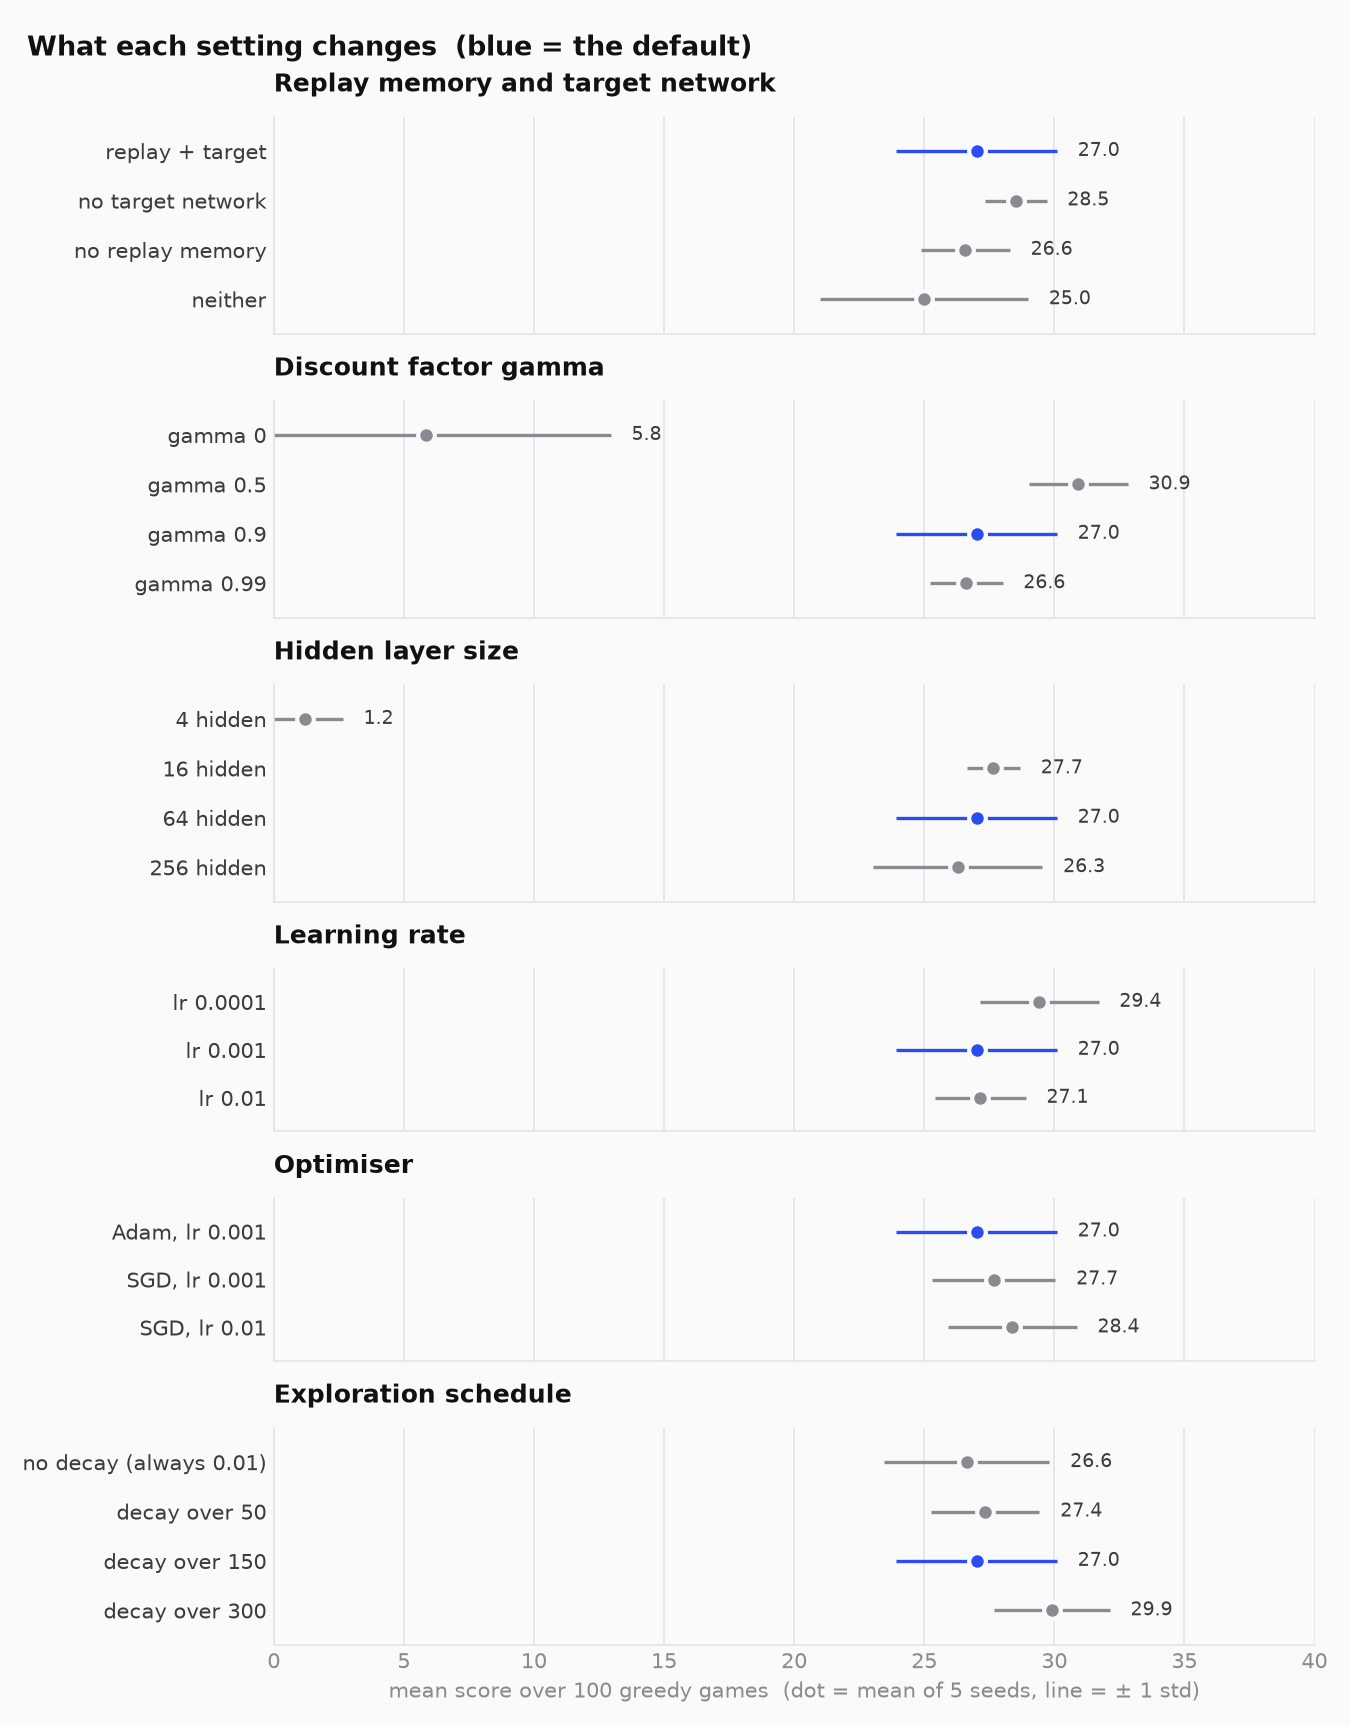 What each setting changes  (blue = the default)
Replay memory and target network
replay + target 27.0
no target network 28.5
no replay memory 26.6
neither 25.0
Discount factor gamma
gamma 0 5.8
gamma 0.5 30.9
gamma 0.9 27.0
gamma 0.99 26.6
Hidden layer size
4 hidden 1.2
16 hidden 27.7
64 hidden 27.0
256 hidden 26.3
Learning rate
lr 0.0001 29.4
lr 0.001 27.0
lr 0.01 27.1
Optimiser
Adam, lr 0.001 27.0
SGD, lr 0.001 27.7
SGD, lr 0.01 28.4
Exploration schedule
no decay (always 0.01) 26.6
decay over 50 27.4
decay over 150 27.0
decay over 300 29.9
0 5 10 15 20 25 30 35 40
mean score over 100 greedy games  (dot = mean of 5 seeds, line = ± 1 std)